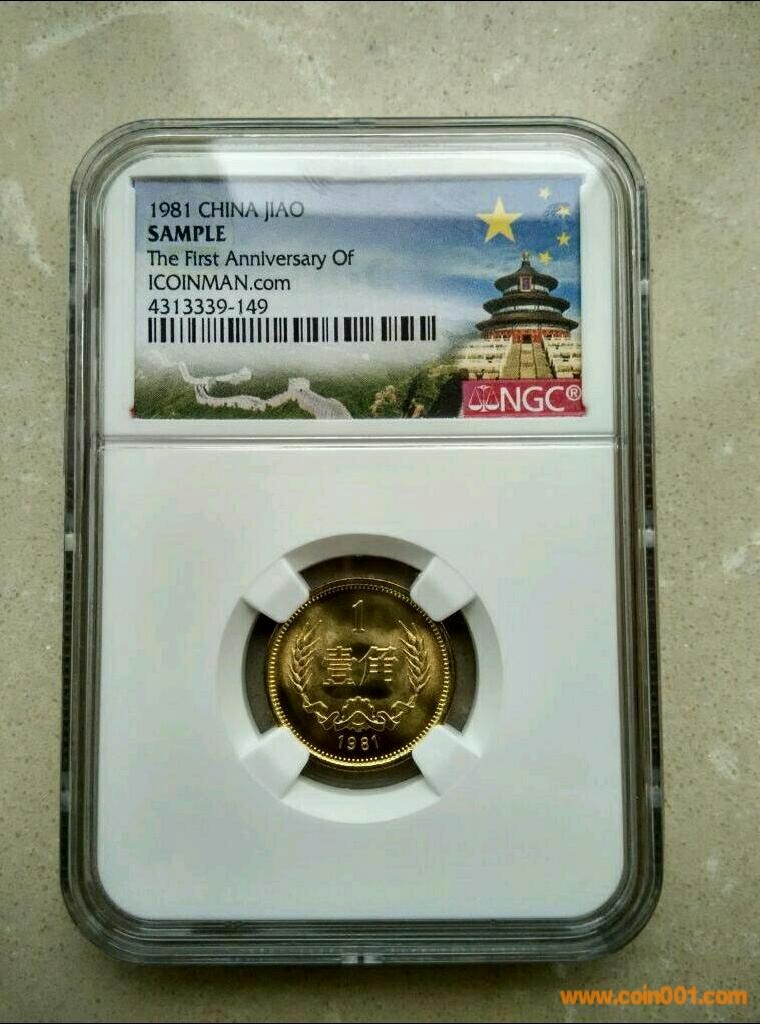 1981 CHINA JIAO
SAMPLE
The First Anniversary Of
ICOINMAN.com
4313339-149
NGC®
1
壹角
1981
www.coin001.com